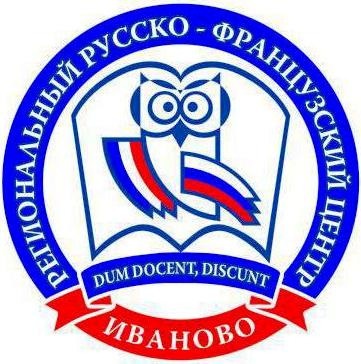 РЕГИОНАЛЬНЫЙ РУССКО - ФРАНЦУЗСКИЙ ЦЕНТР
DUM DOCENT, DISCUNT
ИВАНОВО